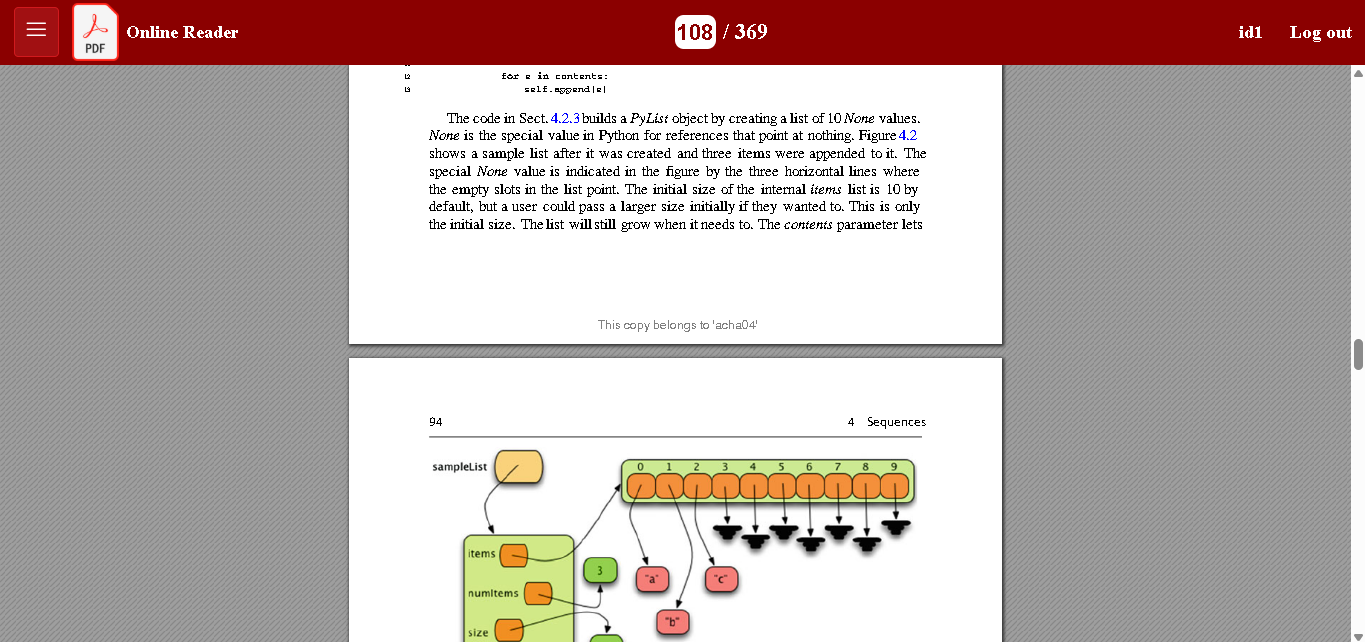 PDF
Online Reader
108 / 369
id1
Log out
12 for e in contents:
13 self.append(e)
The code in Sect. 4.2.3 builds a PyList object by creating a list of 10 None values.
None is the special value in Python for references that point at nothing. Figure 4.2
shows a sample list after it was created and three items were appended to it. The
special None value is indicated in the figure by the three horizontal lines where
the empty slots in the list point. The initial size of the internal items list is 10 by
default, but a user could pass a larger size initially if they wanted to. This is only
the initial size. The list will still grow when it needs to. The contents parameter lets
This copy belongs to 'acha04'
94
4 Sequences
sampleList
0 1 2 3 4 5 6 7 8 9
items
3
"a"
"c"
numItems
"b"
size